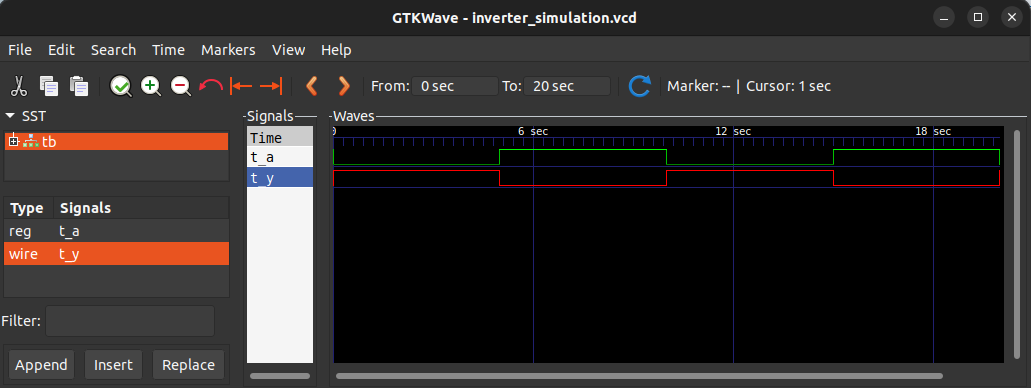 GTKWave - inverter_simulation.vcd
File Edit Search Time Markers View Help
From: 0 sec To: 20 sec Marker: -- | Cursor: 1 sec
SST
tb
Type Signals
reg t_a
wire t_y
Filter:
Append Insert Replace
Signals
Time
t_a
t_y
Waves
0 6 sec 12 sec 18 sec